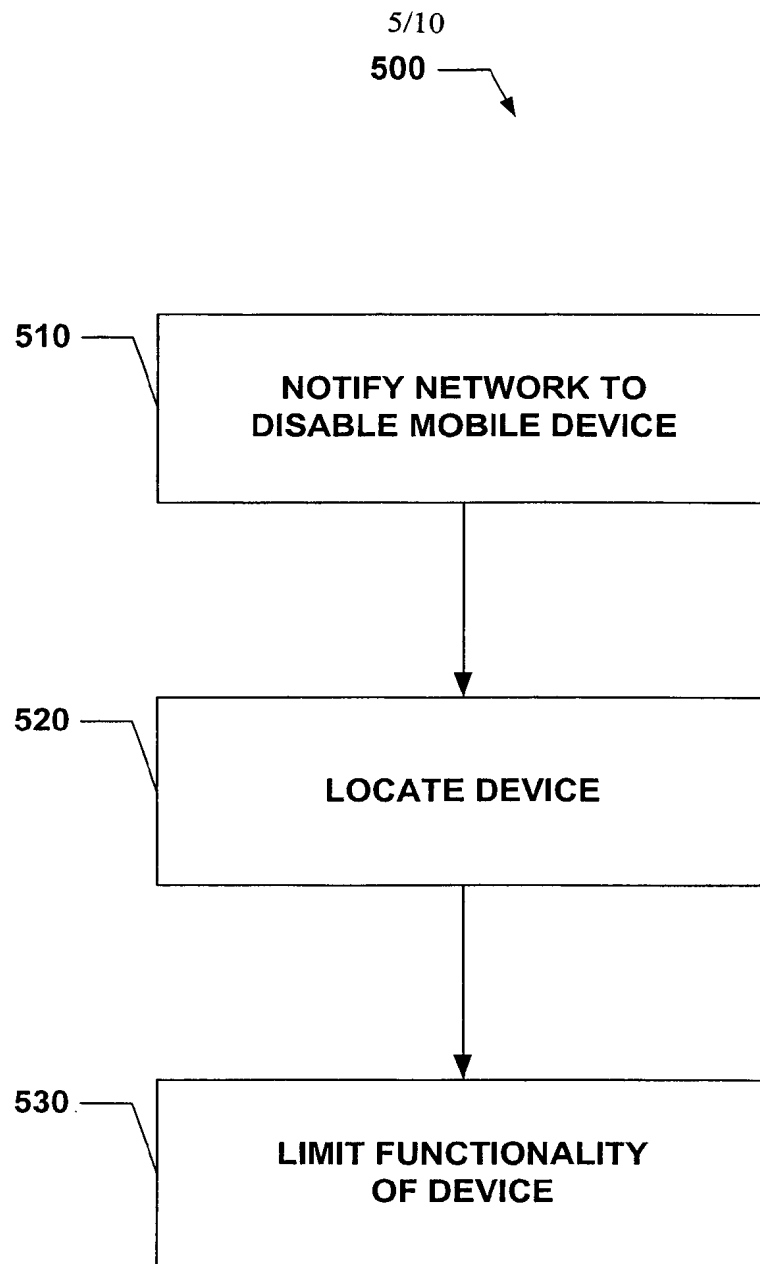 5/10
500
510
NOTIFY NETWORK TO
DISABLE MOBILE DEVICE
520
LOCATE DEVICE
530
LIMIT FUNCTIONALITY
OF DEVICE